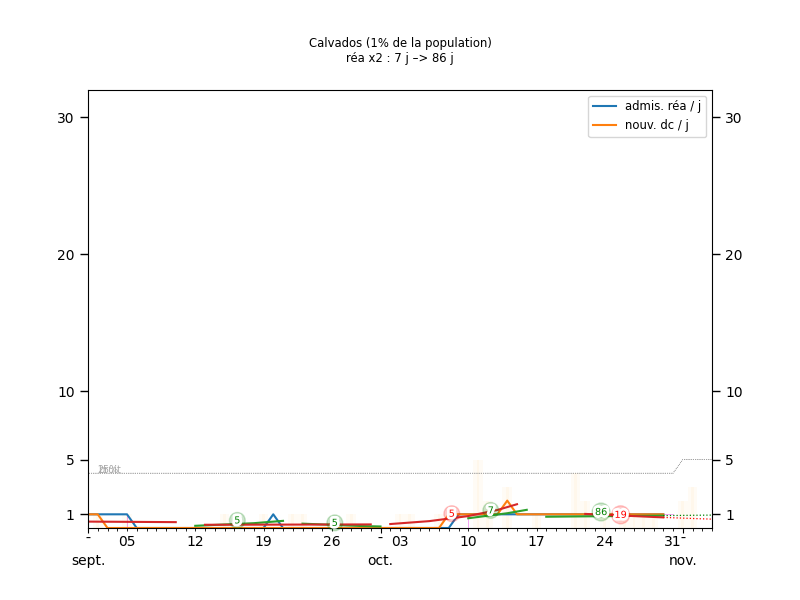 Calvados (1% de la population)
réa x2 : 7 j –> 86 j
admis. réa / j
nouv. dc / j
30 30
20 20
10 10
5 5
1 1
5 5 5 7 86 -19
- 05 12 19 26 - 03 10 17 24 31-
sept. oct. nov.